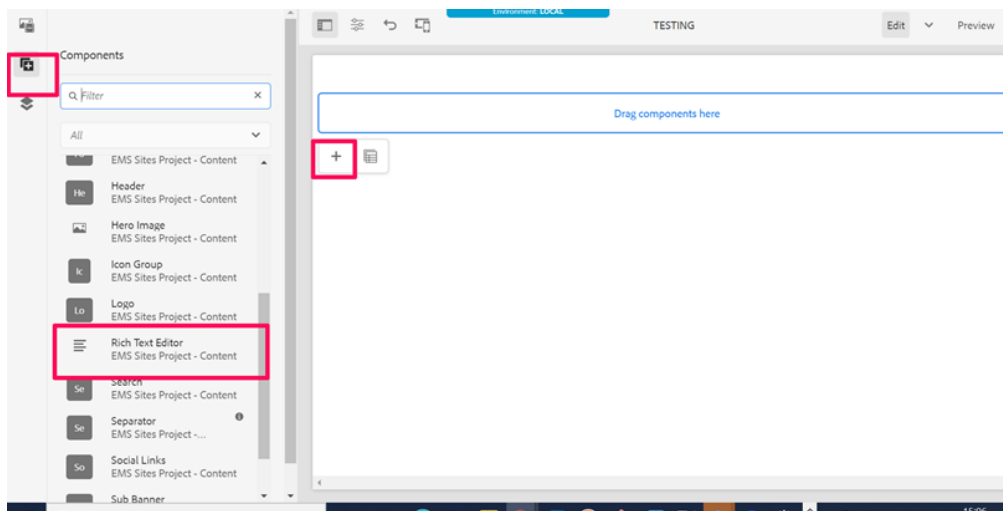 Environment: LOCAL
TESTING
Edit
Preview
Components
Filter
All
EMS Sites Project - Content
He
Header
EMS Sites Project - Content
Hero Image
EMS Sites Project - Content
Ic
Icon Group
EMS Sites Project - Content
Lo
Logo
EMS Sites Project - Content
Rich Text Editor
EMS Sites Project - Content
Se
Search
EMS Sites Project - Content
Se
Separator
EMS Sites Project -...
So
Social Links
EMS Sites Project - Content
Sub Banner
Drag components here
15:06